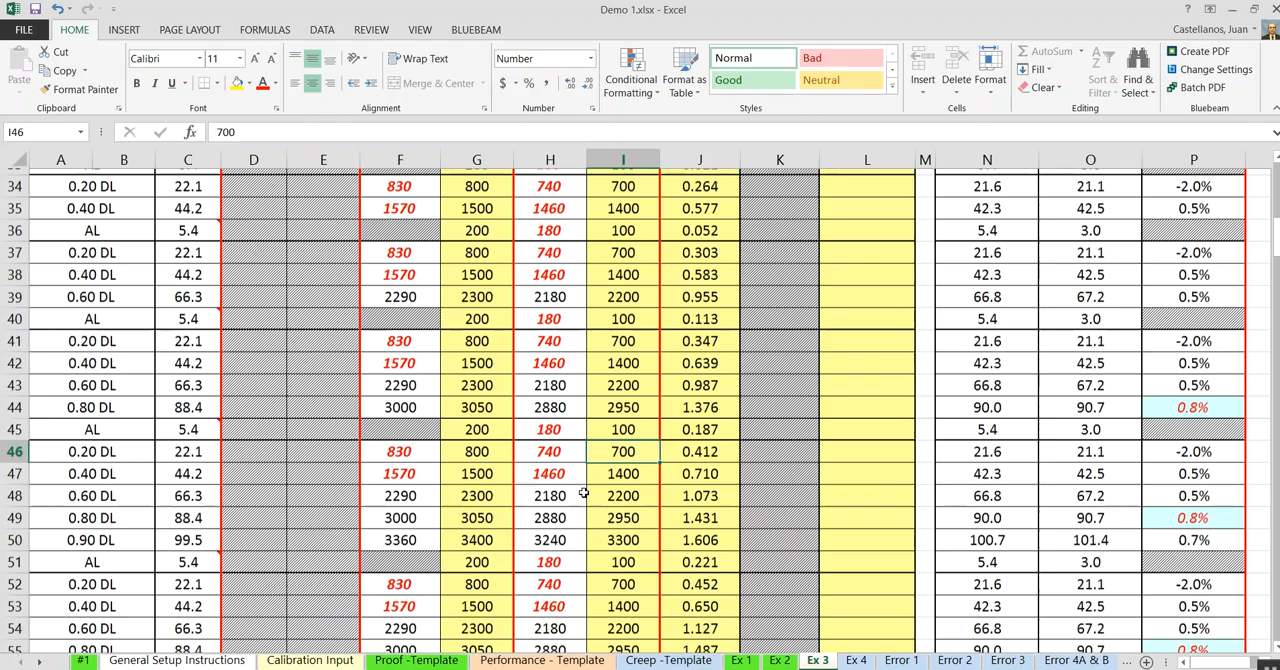 Demo 1.xlsx - Excel
FILE HOME INSERT PAGE LAYOUT FORMULAS DATA REVIEW VIEW BLUEBEAM Castellanos, Juan
Paste Cut Copy Format Painter Clipboard
Calibri 11 B I U Font
Wrap Text Merge & Center Alignment
Number $ % , Number
Conditional Formatting Format as Table Normal Bad Good Neutral Styles
Insert Delete Format Cells
AutoSum Fill Clear Sort & Filter Find & Select Editing
Create PDF Change Settings Batch PDF Bluebeam
I46 fx 700
A B C D E F G H I J K L M N O P
34 0.20 DL 22.1 830 800 740 700 0.264 21.6 21.1 -2.0%
35 0.40 DL 44.2 1570 1500 1460 1400 0.577 42.3 42.5 0.5%
36 AL 5.4 200 180 100 0.052 5.4 3.0
37 0.20 DL 22.1 830 800 740 700 0.303 21.6 21.1 -2.0%
38 0.40 DL 44.2 1570 1500 1460 1400 0.583 42.3 42.5 0.5%
39 0.60 DL 66.3 2290 2300 2180 2200 0.955 66.8 67.2 0.5%
40 AL 5.4 200 180 100 0.113 5.4 3.0
41 0.20 DL 22.1 830 800 740 700 0.347 21.6 21.1 -2.0%
42 0.40 DL 44.2 1570 1500 1460 1400 0.639 42.3 42.5 0.5%
43 0.60 DL 66.3 2290 2300 2180 2200 0.987 66.8 67.2 0.5%
44 0.80 DL 88.4 3000 3050 2880 2950 1.376 90.0 90.7 0.8%
45 AL 5.4 200 180 100 0.187 5.4 3.0
46 0.20 DL 22.1 830 800 740 700 0.412 21.6 21.1 -2.0%
47 0.40 DL 44.2 1570 1500 1460 1400 0.710 42.3 42.5 0.5%
48 0.60 DL 66.3 2290 2300 2180 2200 1.073 66.8 67.2 0.5%
49 0.80 DL 88.4 3000 3050 2880 2950 1.431 90.0 90.7 0.8%
50 0.90 DL 99.5 3360 3400 3240 3300 1.606 100.7 101.4 0.7%
51 AL 5.4 200 180 100 0.221 5.4 3.0
52 0.20 DL 22.1 830 800 740 700 0.452 21.6 21.1 -2.0%
53 0.40 DL 44.2 1570 1500 1460 1400 0.650 42.3 42.5 0.5%
54 0.60 DL 66.3 2290 2300 2180 2200 1.127 66.8 67.2 0.5%
55 0.80 DL 88.4 3000 3050 2880 2950 90.0 90.7 0.8%
#1 General Setup Instructions Calibration Input Proof -Template Performance - Template Creep -Template Ex 1 Ex 2 Ex 3 Ex 4 Error 1 Error 2 Error 3 Error 4A & B